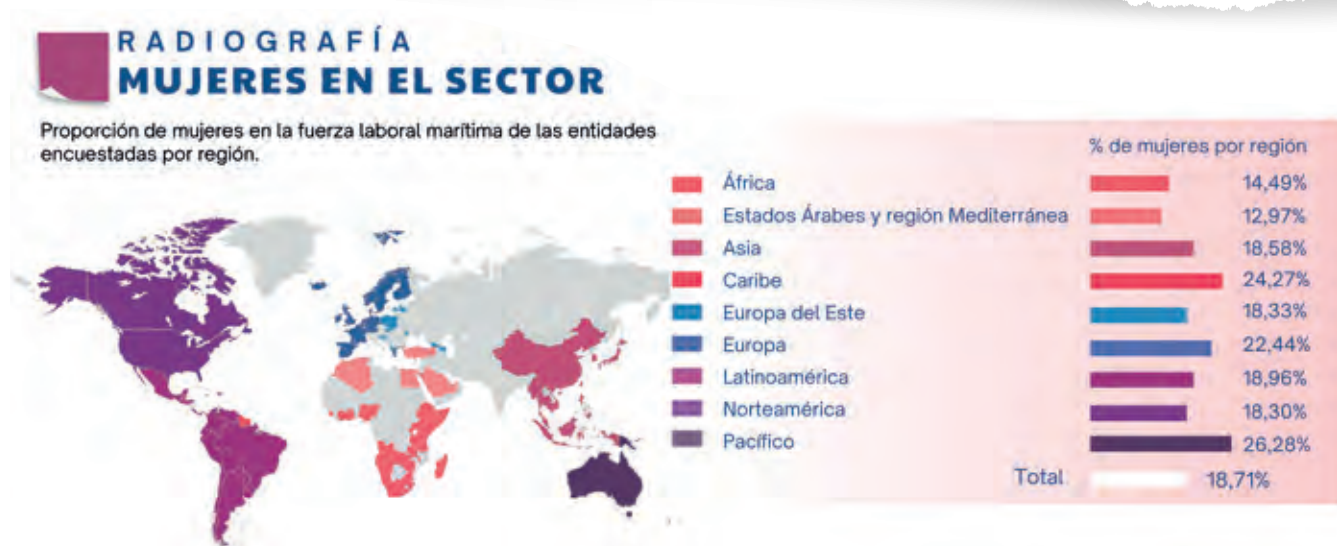 RADIOGRAFÍA
MUJERES EN EL SECTOR
Proporción de mujeres en la fuerza laboral marítima de las entidades
encuestadas por región.
% de mujeres por región
África 14,49%
Estados Árabes y región Mediterránea 12,97%
Asia 18,58%
Caribe 24,27%
Europa del Este 18,33%
Europa 22,44%
Latinoamérica 18,96%
Norteamérica 18,30%
Pacífico 26,28%
Total 18,71%